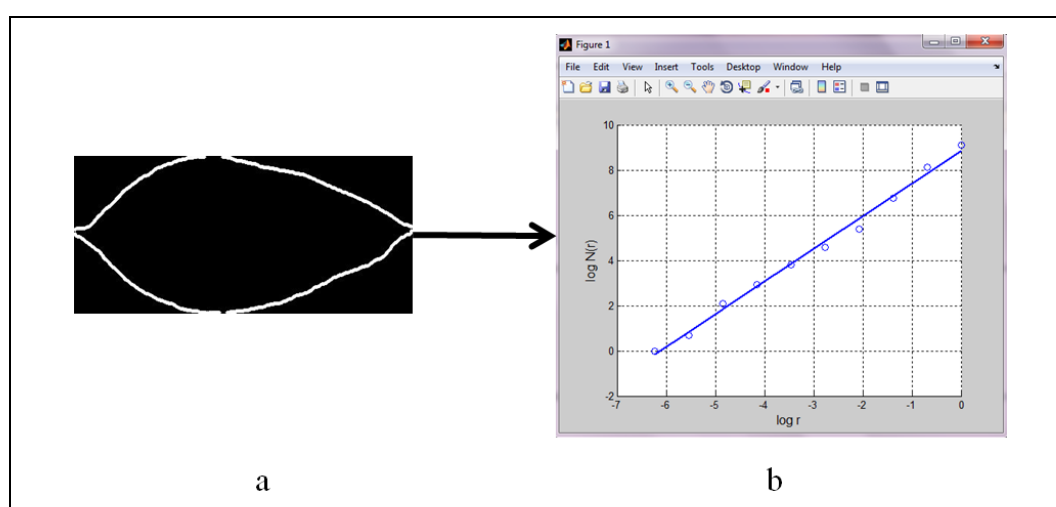 Figure 1
File Edit View Insert Tools Desktop Window Help
10
8
6
4
2
0
-2
log N(r)
-7 -6 -5 -4 -3 -2 -1 0
log r
a b